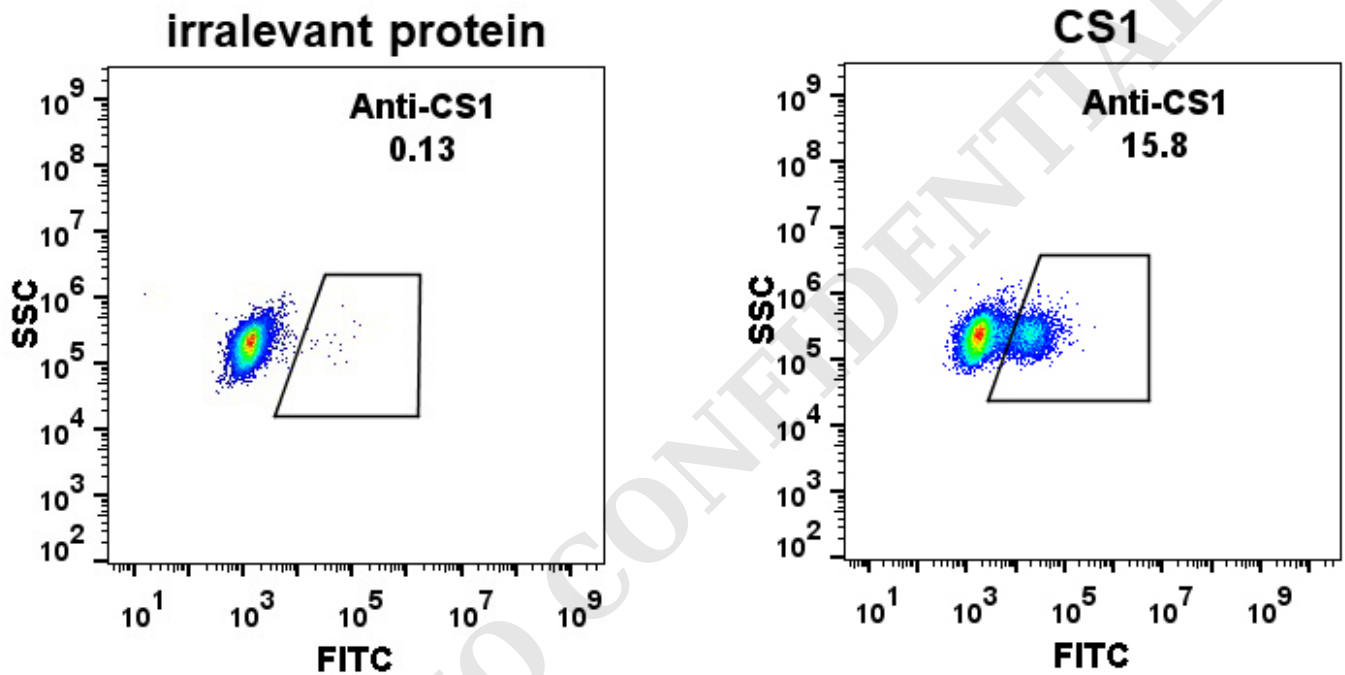 irralevant protein
Anti-CS1
0.13
10⁹
10⁸
10⁷
10⁶
10⁵
10⁴
10³
10²
SSC
10¹ 10³ 10⁵ 10⁷ 10⁹
FITC
CS1
Anti-CS1
15.8
10⁹
10⁸
10⁷
10⁶
10⁵
10⁴
10³
10²
SSC
10¹ 10³ 10⁵ 10⁷ 10⁹
FITC
CONFIDENTIAL